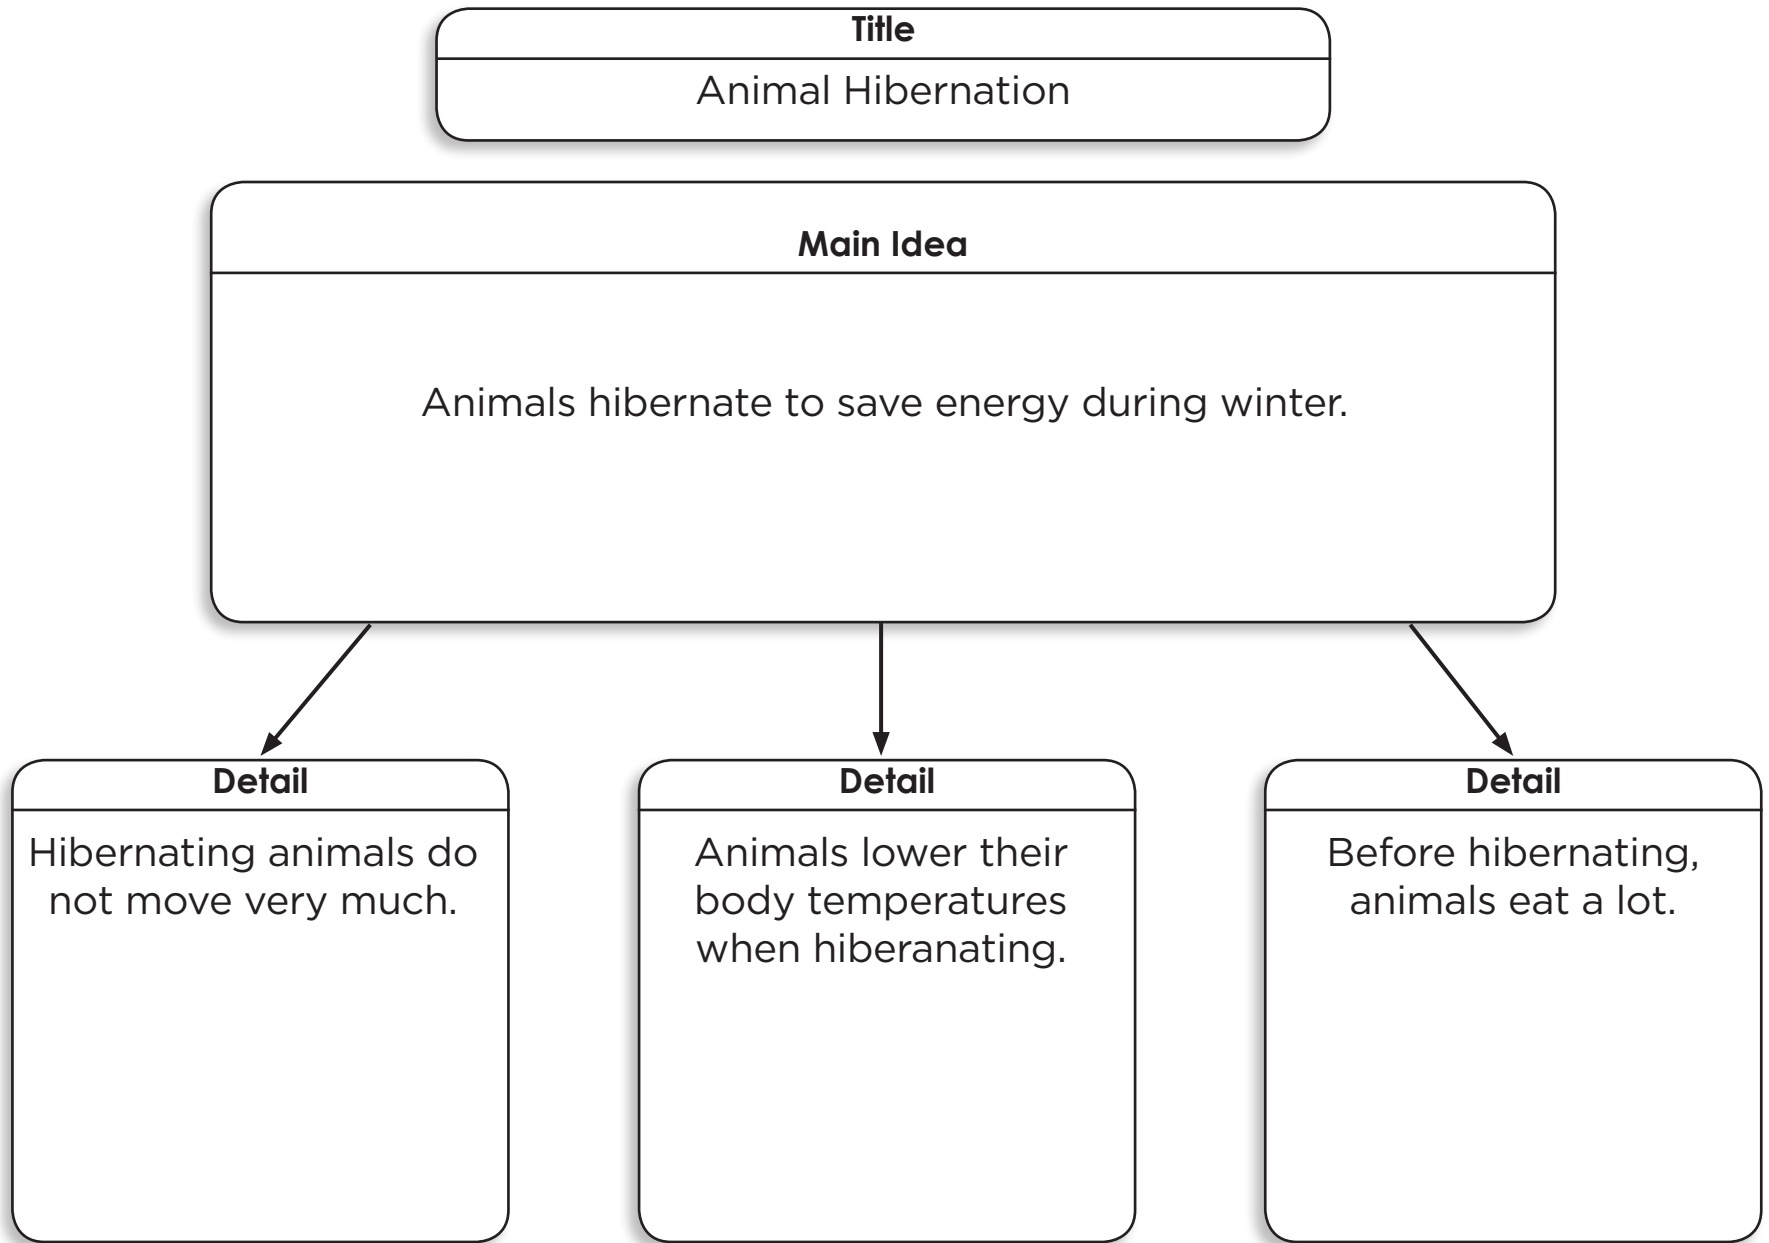 Title
Animal Hibernation
Main Idea
Animals hibernate to save energy during winter.
Detail
Hibernating animals do
not move very much.
Detail
Animals lower their
body temperatures
when hiberanating.
Detail
Before hibernating,
animals eat a lot.